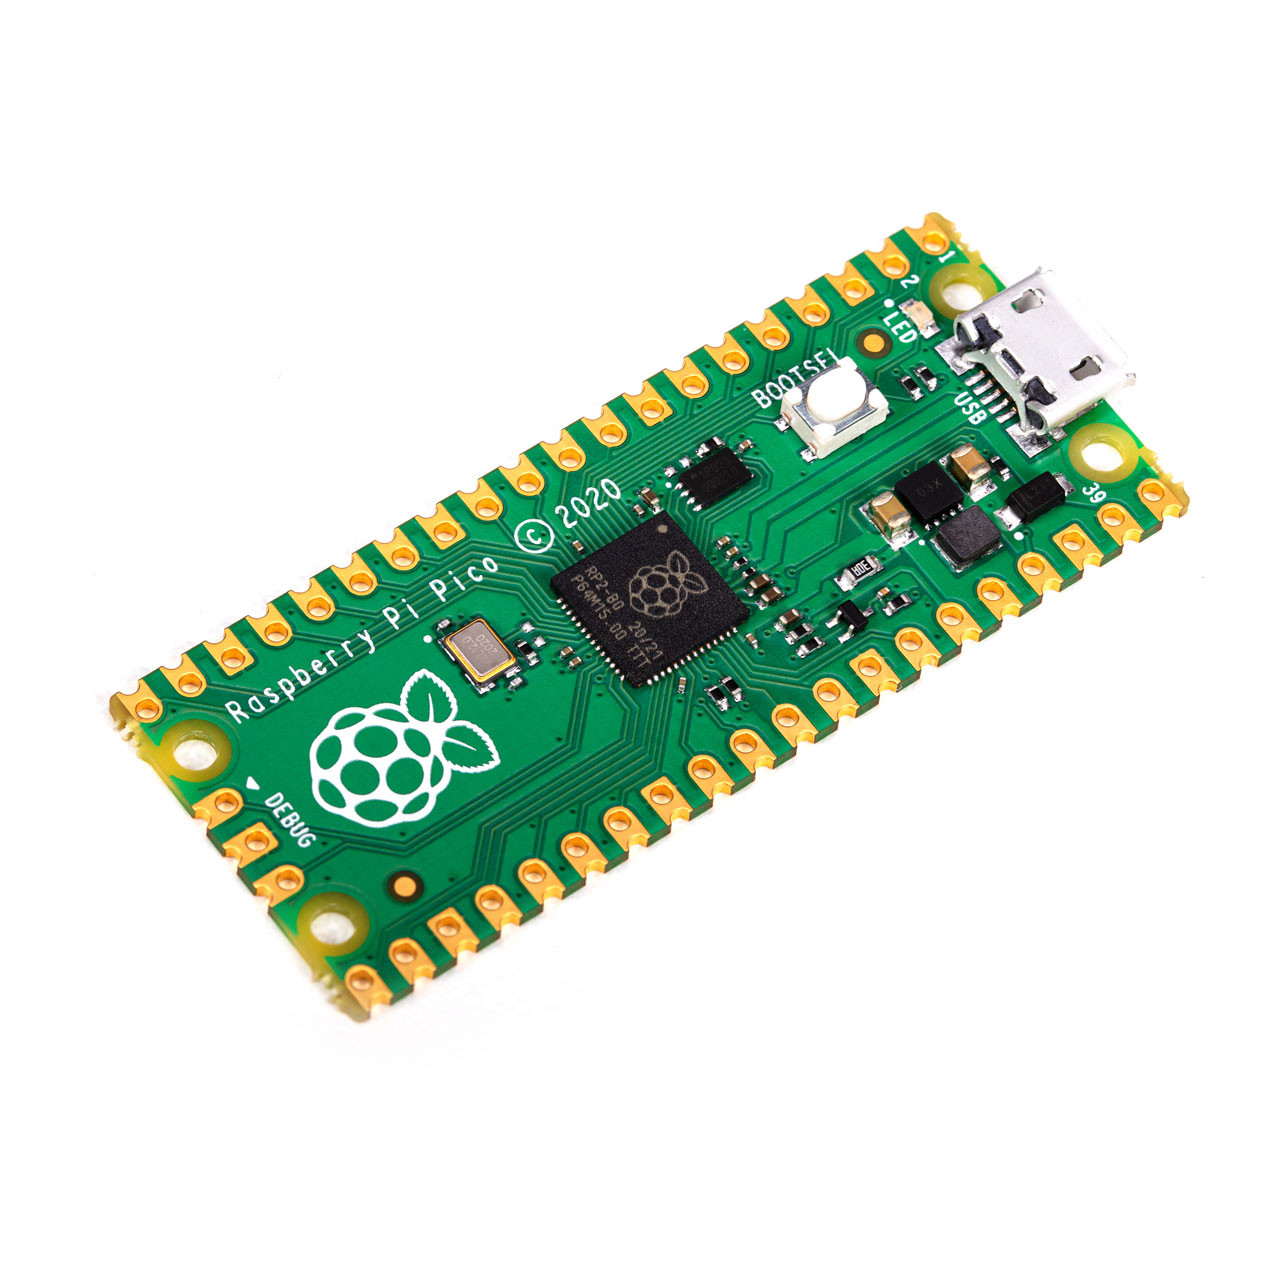 1
2
LED
BOOTSEL
USB
39
Raspberry Pi Pico © 2020
RP2-B0 20/21
P64M15.00 TTT
DEBUG